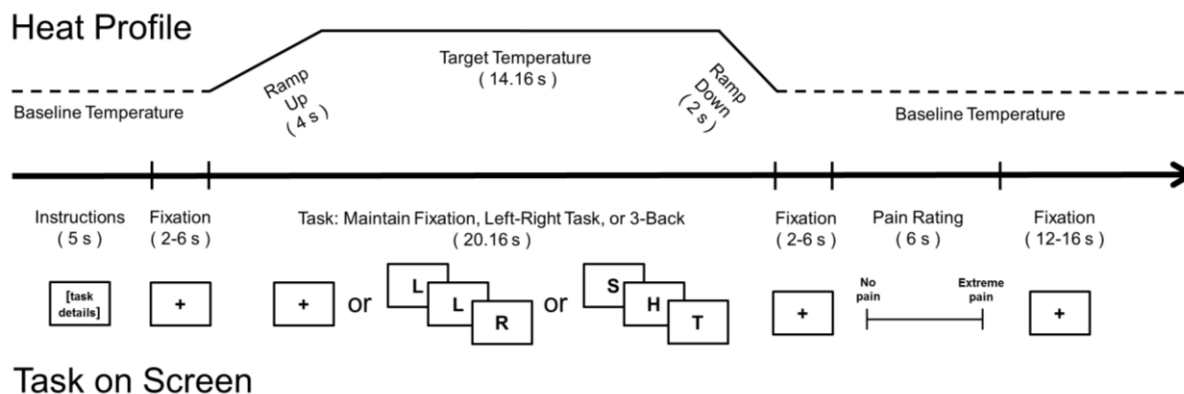 Heat Profile
Target Temperature
( 14.16 s )
Ramp
Up
( 4 s )
Ramp
Down
( 2 s )
Baseline Temperature
Baseline Temperature
Instructions
( 5 s )
Fixation
( 2-6 s )
Task: Maintain Fixation, Left-Right Task, or 3-Back
( 20.16 s )
Fixation
( 2-6 s )
Pain Rating
( 6 s )
Fixation
( 12-16 s )
[task
details]
+
+
or
L
L
R
or
S
H
T
+
No
pain
Extreme
pain
+
Task on Screen